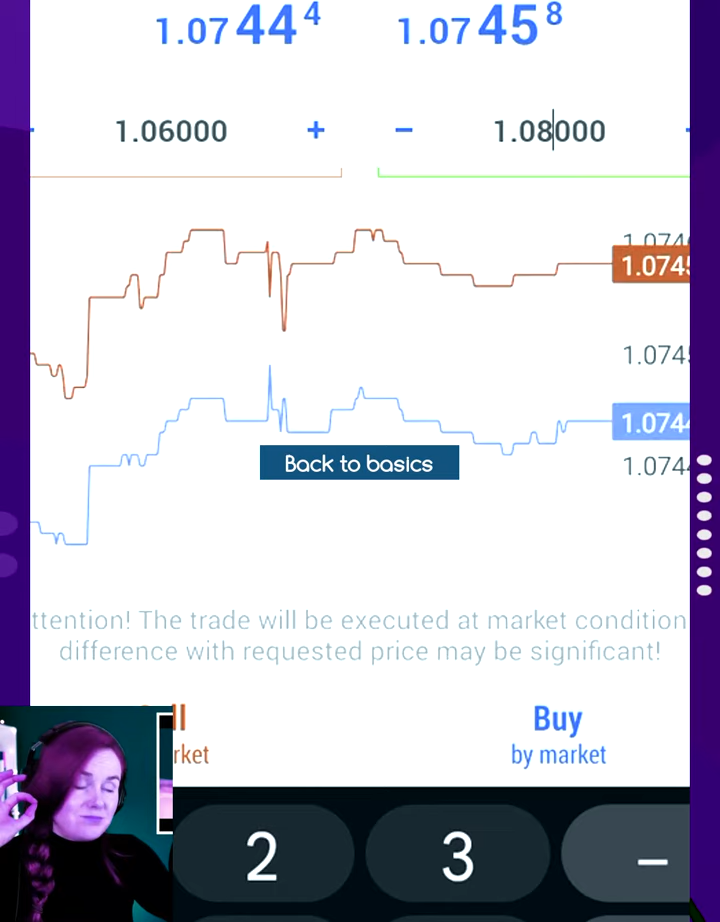 1.07444 1.07458
1.06000 + − 1.08000
1.0745
1.0745
1.0744
Back to basics
1.0744
ttention! The trade will be executed at market condition
difference with requested price may be significant!
ll Buy
rket by market
2 3 −